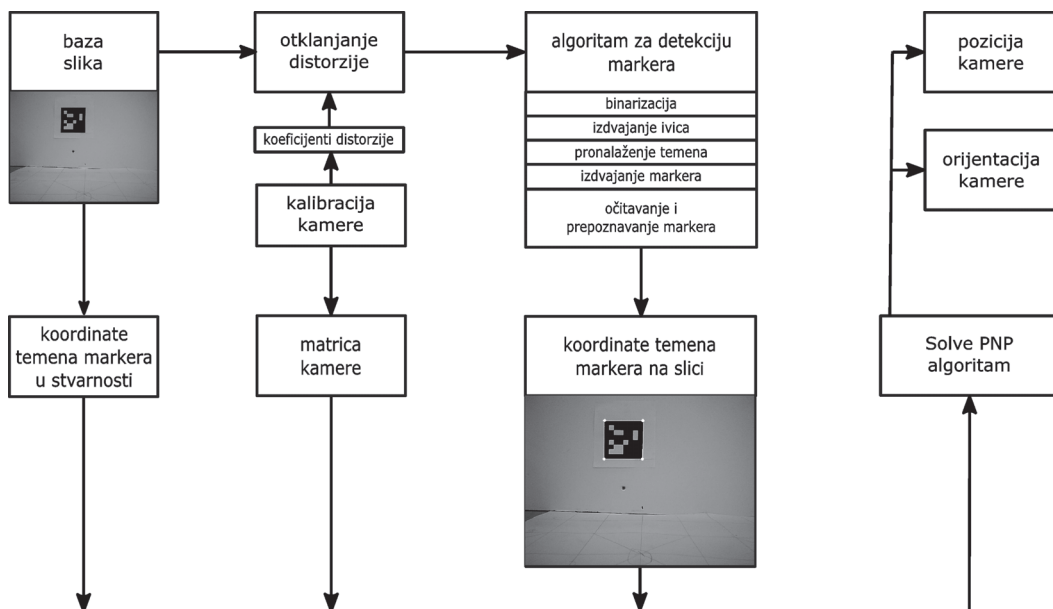 baza
slika
otklanjanje
distorzije
koeficijenti distorzije
kalibracija
kamere
algoritam za detekciju
markera
binarizacija
izdvajanje ivica
pronalaženje temena
izdvajanje markera
očitavanje i
prepoznavanje markera
pozicija
kamere
orijentacija
kamere
koordinate
temena markera
u stvarnosti
matrica
kamere
koordinate temena
markera na slici
Solve PNP
algoritam